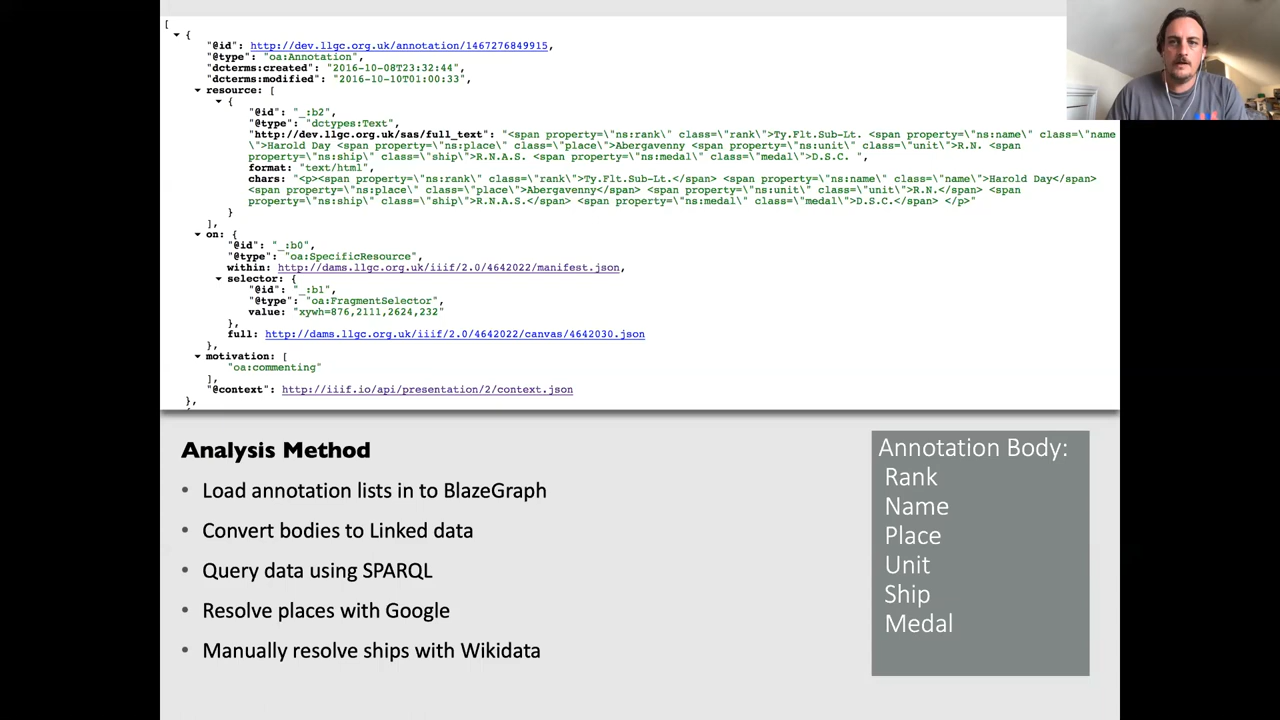 [
{
"@id": http://dev.llgc.org.uk/annotation/1467276849915,
"@type": "oa:Annotation",
"dcterms:created": "2016-10-08T23:32:44",
"dcterms:modified": "2016-10-10T01:00:33",
resource: [
{
"@id": "_:b2",
"@type": "dctypes:Text",
"http://dev.llgc.org.uk/sas/full_text": "<span property=\"ns:rank\" class=\"rank\">Ty.Flt.Sub-Lt. <span property=\"ns:name\" class=\"name
\">Harold Day <span property=\"ns:place\" class=\"place\">Abergavenny <span property=\"ns:unit\" class=\"unit\">R.N. <span
property=\"ns:ship\" class=\"ship\">R.N.A.S. <span property=\"ns:medal\" class=\"medal\">D.S.C. ",
format: "text/html",
chars: "<p><span property=\"ns:rank\" class=\"rank\">Ty.Flt.Sub-Lt.</span> <span property=\"ns:name\" class=\"name\">Harold Day</span>
<span property=\"ns:place\" class=\"place\">Abergavenny</span> <span property=\"ns:unit\" class=\"unit\">R.N.</span> <span
property=\"ns:ship\" class=\"ship\">R.N.A.S.</span> <span property=\"ns:medal\" class=\"medal\">D.S.C.</span> </p>"
}
],
on: {
"@id": "_:b0",
"@type": "oa:SpecificResource",
within: http://dams.llgc.org.uk/iiif/2.0/4642022/manifest.json,
selector: {
"@id": "_:b1",
"@type": "oa:FragmentSelector",
value: "xywh=876,2111,2624,232"
},
full: http://dams.llgc.org.uk/iiif/2.0/4642022/canvas/4642030.json
},
motivation: [
"oa:commenting"
],
"@context": http://iiif.io/api/presentation/2/context.json
},
Analysis Method
• Load annotation lists in to BlazeGraph
• Convert bodies to Linked data
• Query data using SPARQL
• Resolve places with Google
• Manually resolve ships with Wikidata
Annotation Body:
Rank
Name
Place
Unit
Ship
Medal